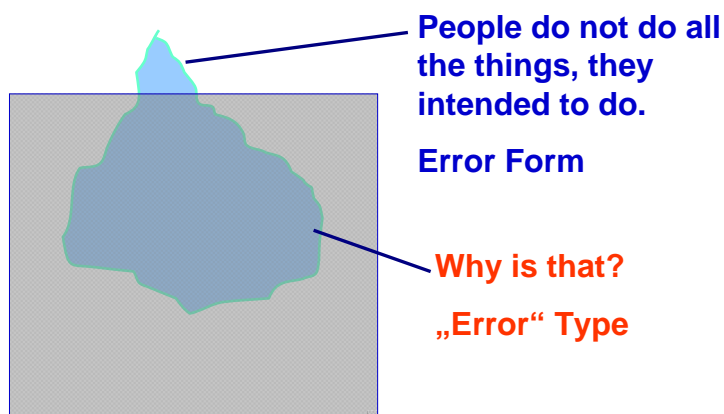 People do not do all
the things, they
intended to do.
Error Form
Why is that?
„Error“ Type